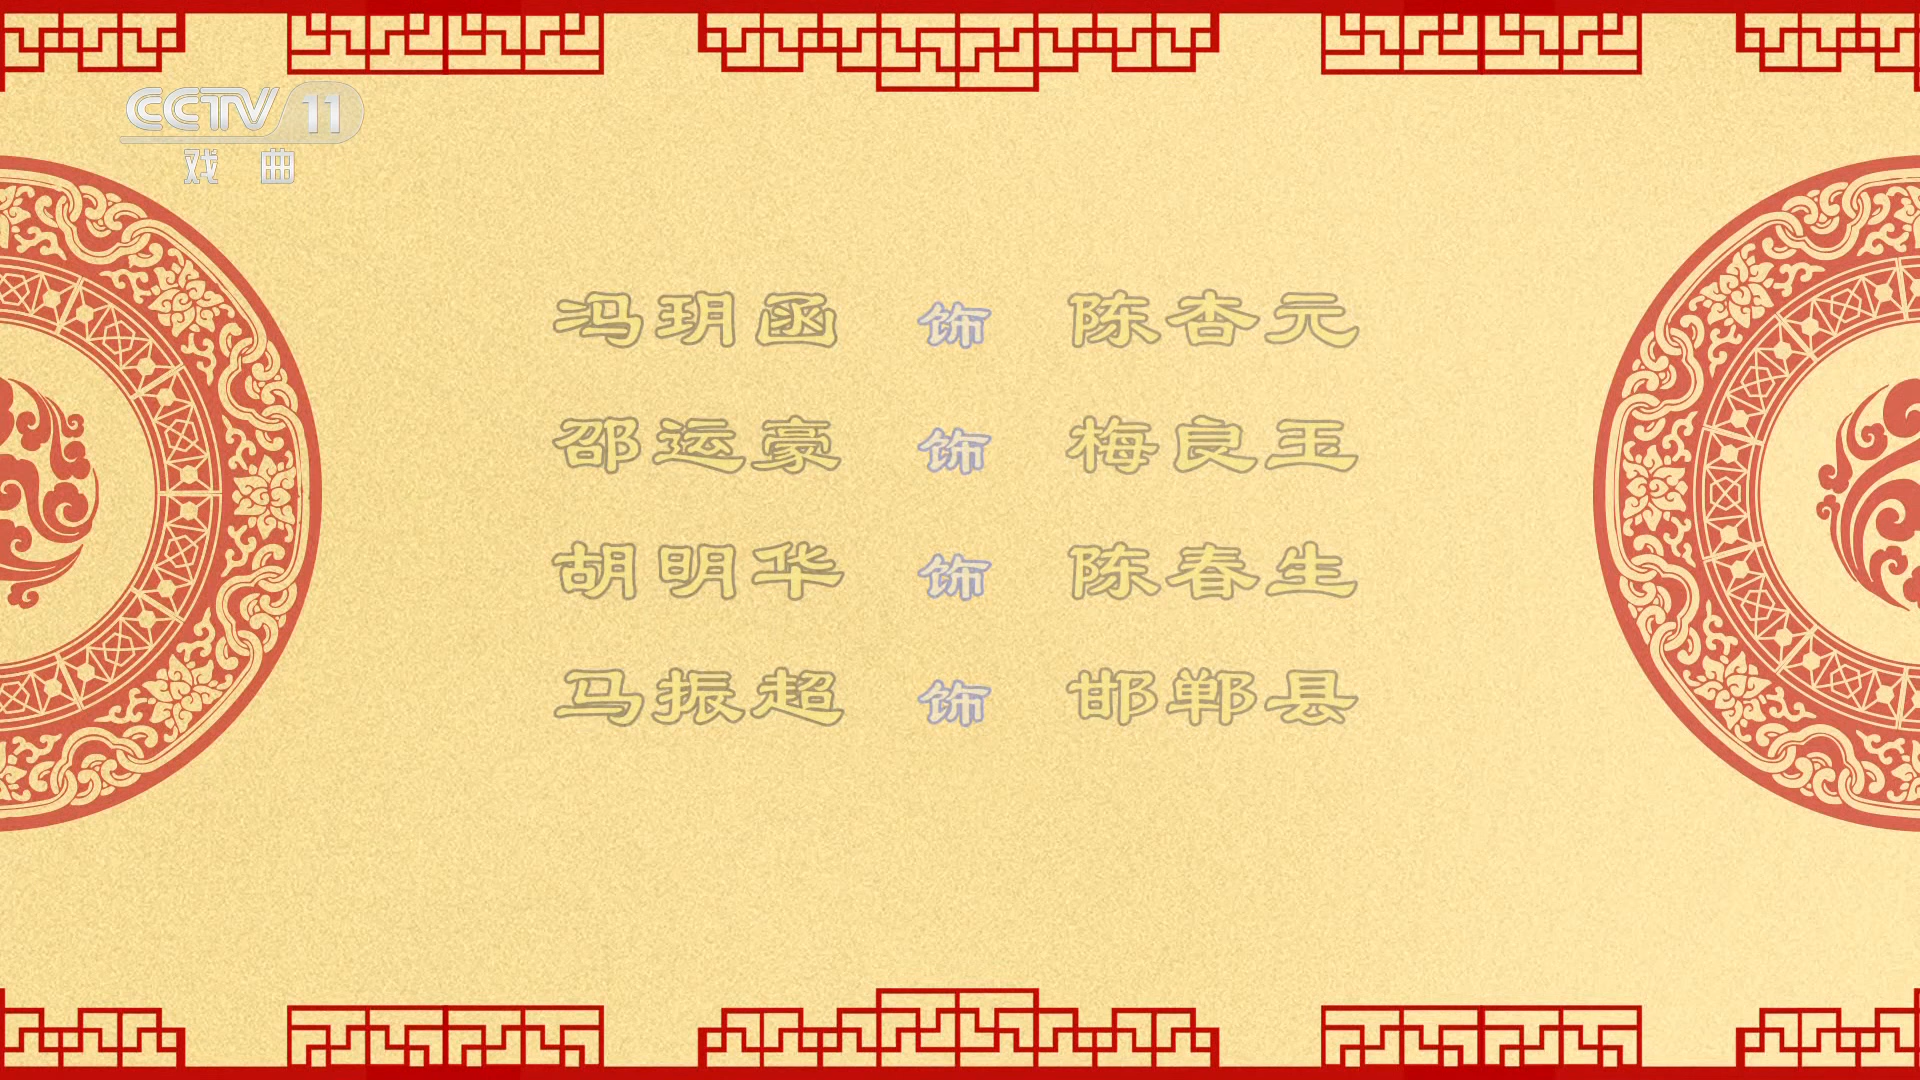 CCTV 11
戏曲
冯玥函 饰 陈杏元
邵运豪 饰 梅良玉
胡明华 饰 陈春生
马振超 饰 邯郸县